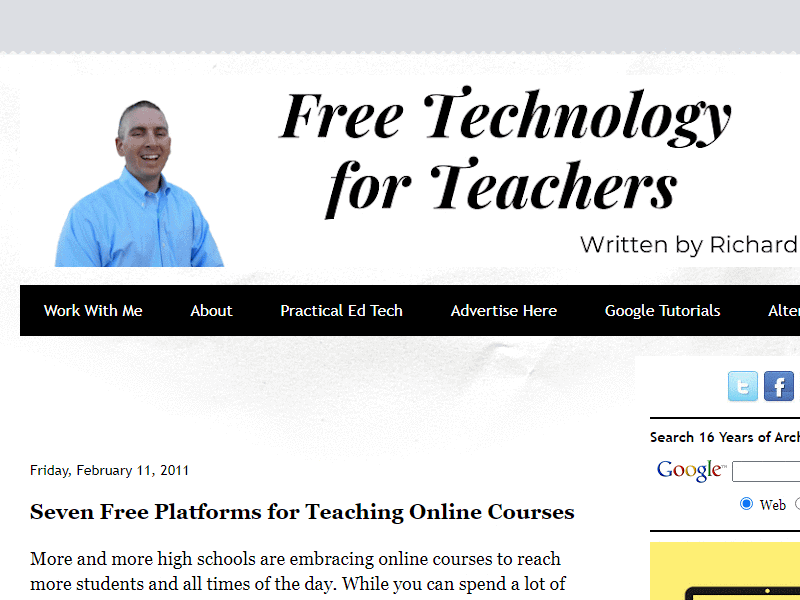 Free Technology
for Teachers
Written by Richard
Work With Me About Practical Ed Tech Advertise Here Google Tutorials
Friday, February 11, 2011
Search 16 Years of
Google™
Web
Seven Free Platforms for Teaching Online Courses
More and more high schools are embracing online courses to reach
more students and all times of the day. While you can spend a lot of